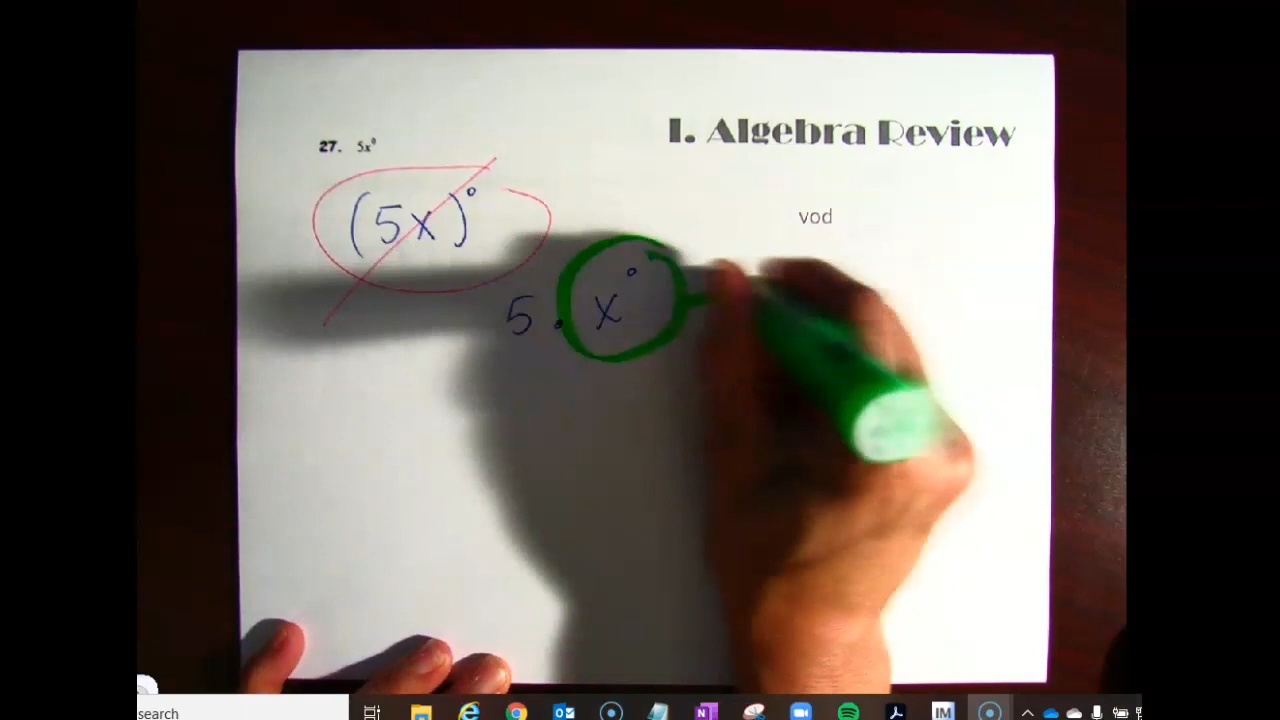 I. Algebra Review
27. 5x⁰
(5x)⁰
vod
5 . x⁰
search